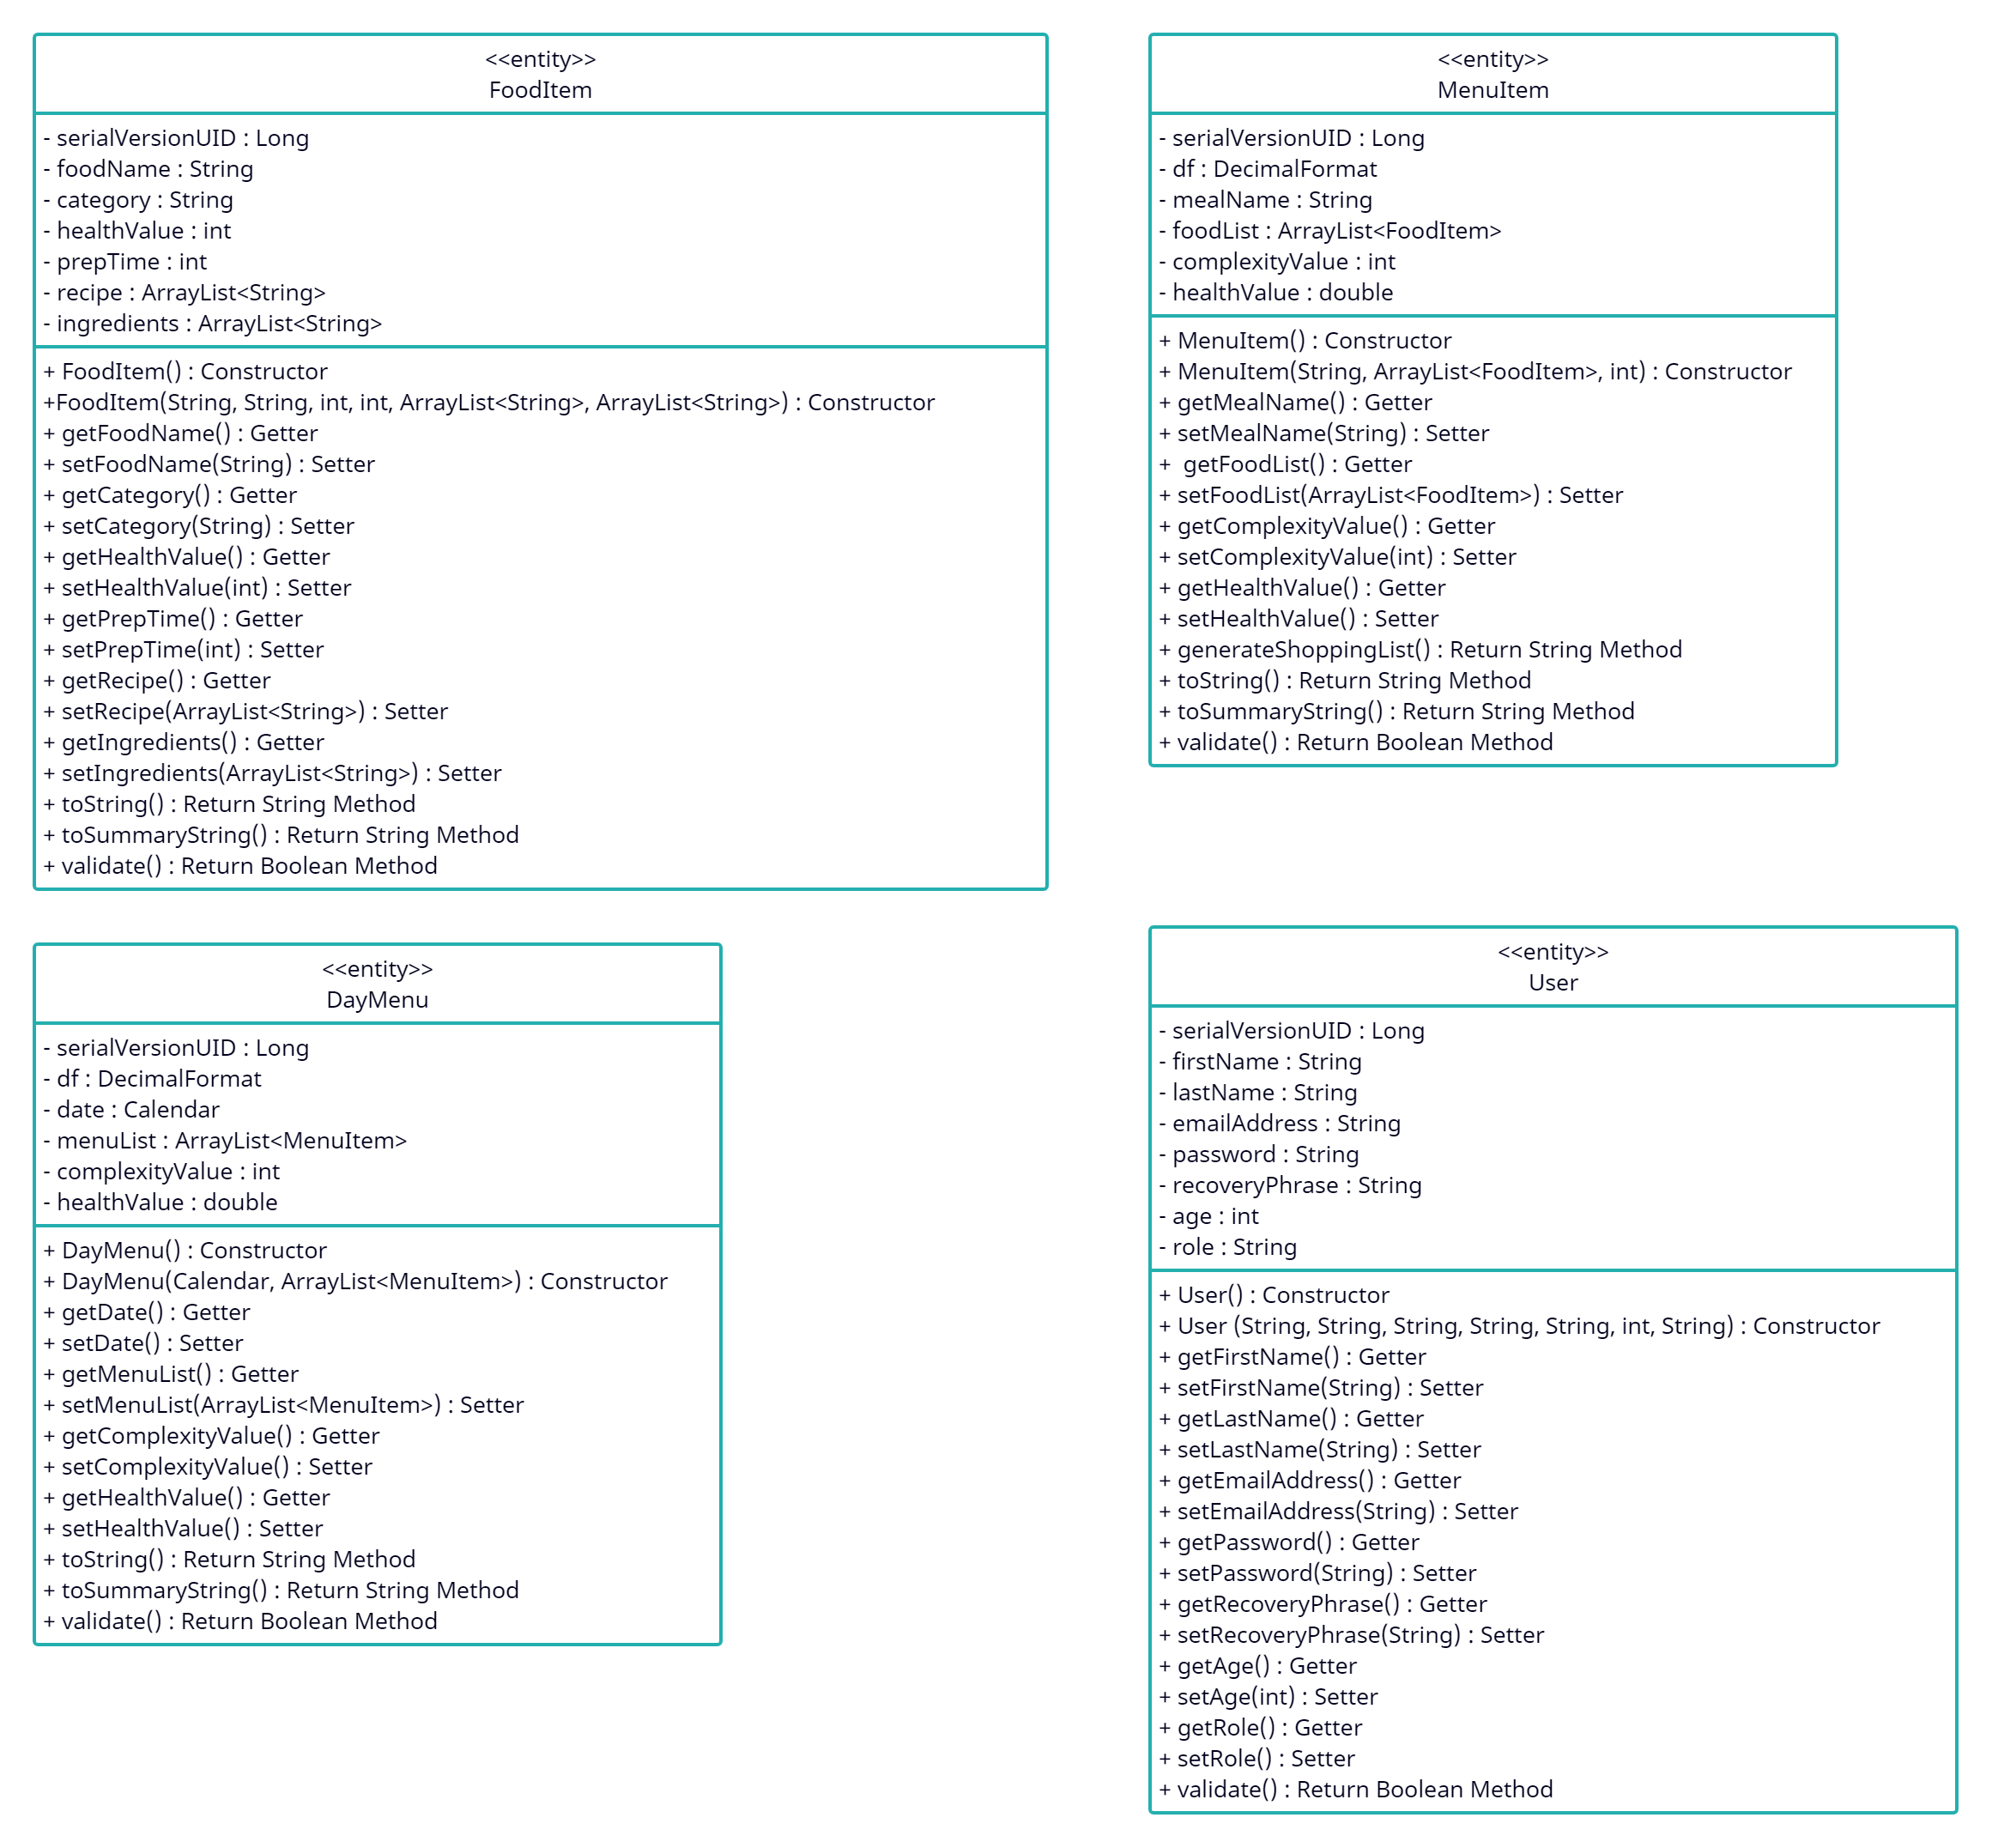 <<entity>>
FoodItem
- serialVersionUID : Long
- foodName : String
- category : String
- healthValue : int
- prepTime : int
- recipe : ArrayList<String>
- ingredients : ArrayList<String>
+ FoodItem() : Constructor
+FoodItem(String, String, int, int, ArrayList<String>, ArrayList<String>) : Constructor
+ getFoodName() : Getter
+ setFoodName(String) : Setter
+ getCategory() : Getter
+ setCategory(String) : Setter
+ getHealthValue() : Getter
+ setHealthValue(int) : Setter
+ getPrepTime() : Getter
+ setPrepTime(int) : Setter
+ getRecipe() : Getter
+ setRecipe(ArrayList<String>) : Setter
+ getIngredients() : Getter
+ setIngredients(ArrayList<String>) : Setter
+ toString() : Return String Method
+ toSummaryString() : Return String Method
+ validate() : Return Boolean Method
<<entity>>
MenuItem
- serialVersionUID : Long
- df : DecimalFormat
- mealName : String
- foodList : ArrayList<FoodItem>
- complexityValue : int
- healthValue : double
+ MenuItem() : Constructor
+ MenuItem(String, ArrayList<FoodItem>, int) : Constructor
+ getMealName() : Getter
+ setMealName(String) : Setter
+  getFoodList() : Getter
+ setFoodList(ArrayList<FoodItem>) : Setter
+ getComplexityValue() : Getter
+ setComplexityValue(int) : Setter
+ getHealthValue() : Getter
+ setHealthValue() : Setter
+ generateShoppingList() : Return String Method
+ toString() : Return String Method
+ toSummaryString() : Return String Method
+ validate() : Return Boolean Method
<<entity>>
DayMenu
- serialVersionUID : Long
- df : DecimalFormat
- date : Calendar
- menuList : ArrayList<MenuItem>
- complexityValue : int
- healthValue : double
+ DayMenu() : Constructor
+ DayMenu(Calendar, ArrayList<MenuItem>) : Constructor
+ getDate() : Getter
+ setDate() : Setter
+ getMenuList() : Getter
+ setMenuList(ArrayList<MenuItem>) : Setter
+ getComplexityValue() : Getter
+ setComplexityValue() : Setter
+ getHealthValue() : Getter
+ setHealthValue() : Setter
+ toString() : Return String Method
+ toSummaryString() : Return String Method
+ validate() : Return Boolean Method
<<entity>>
User
- serialVersionUID : Long
- firstName : String
- lastName : String
- emailAddress : String
- password : String
- recoveryPhrase : String
- age : int
- role : String
+ User() : Constructor
+ User (String, String, String, String, String, int, String) : Constructor
+ getFirstName() : Getter
+ setFirstName(String) : Setter
+ getLastName() : Getter
+ setLastName(String) : Setter
+ getEmailAddress() : Getter
+ setEmailAddress(String) : Setter
+ getPassword() : Getter
+ setPassword(String) : Setter
+ getRecoveryPhrase() : Getter
+ setRecoveryPhrase(String) : Setter
+ getAge() : Getter
+ setAge(int) : Setter
+ getRole() : Getter
+ setRole() : Setter
+ validate() : Return Boolean Method